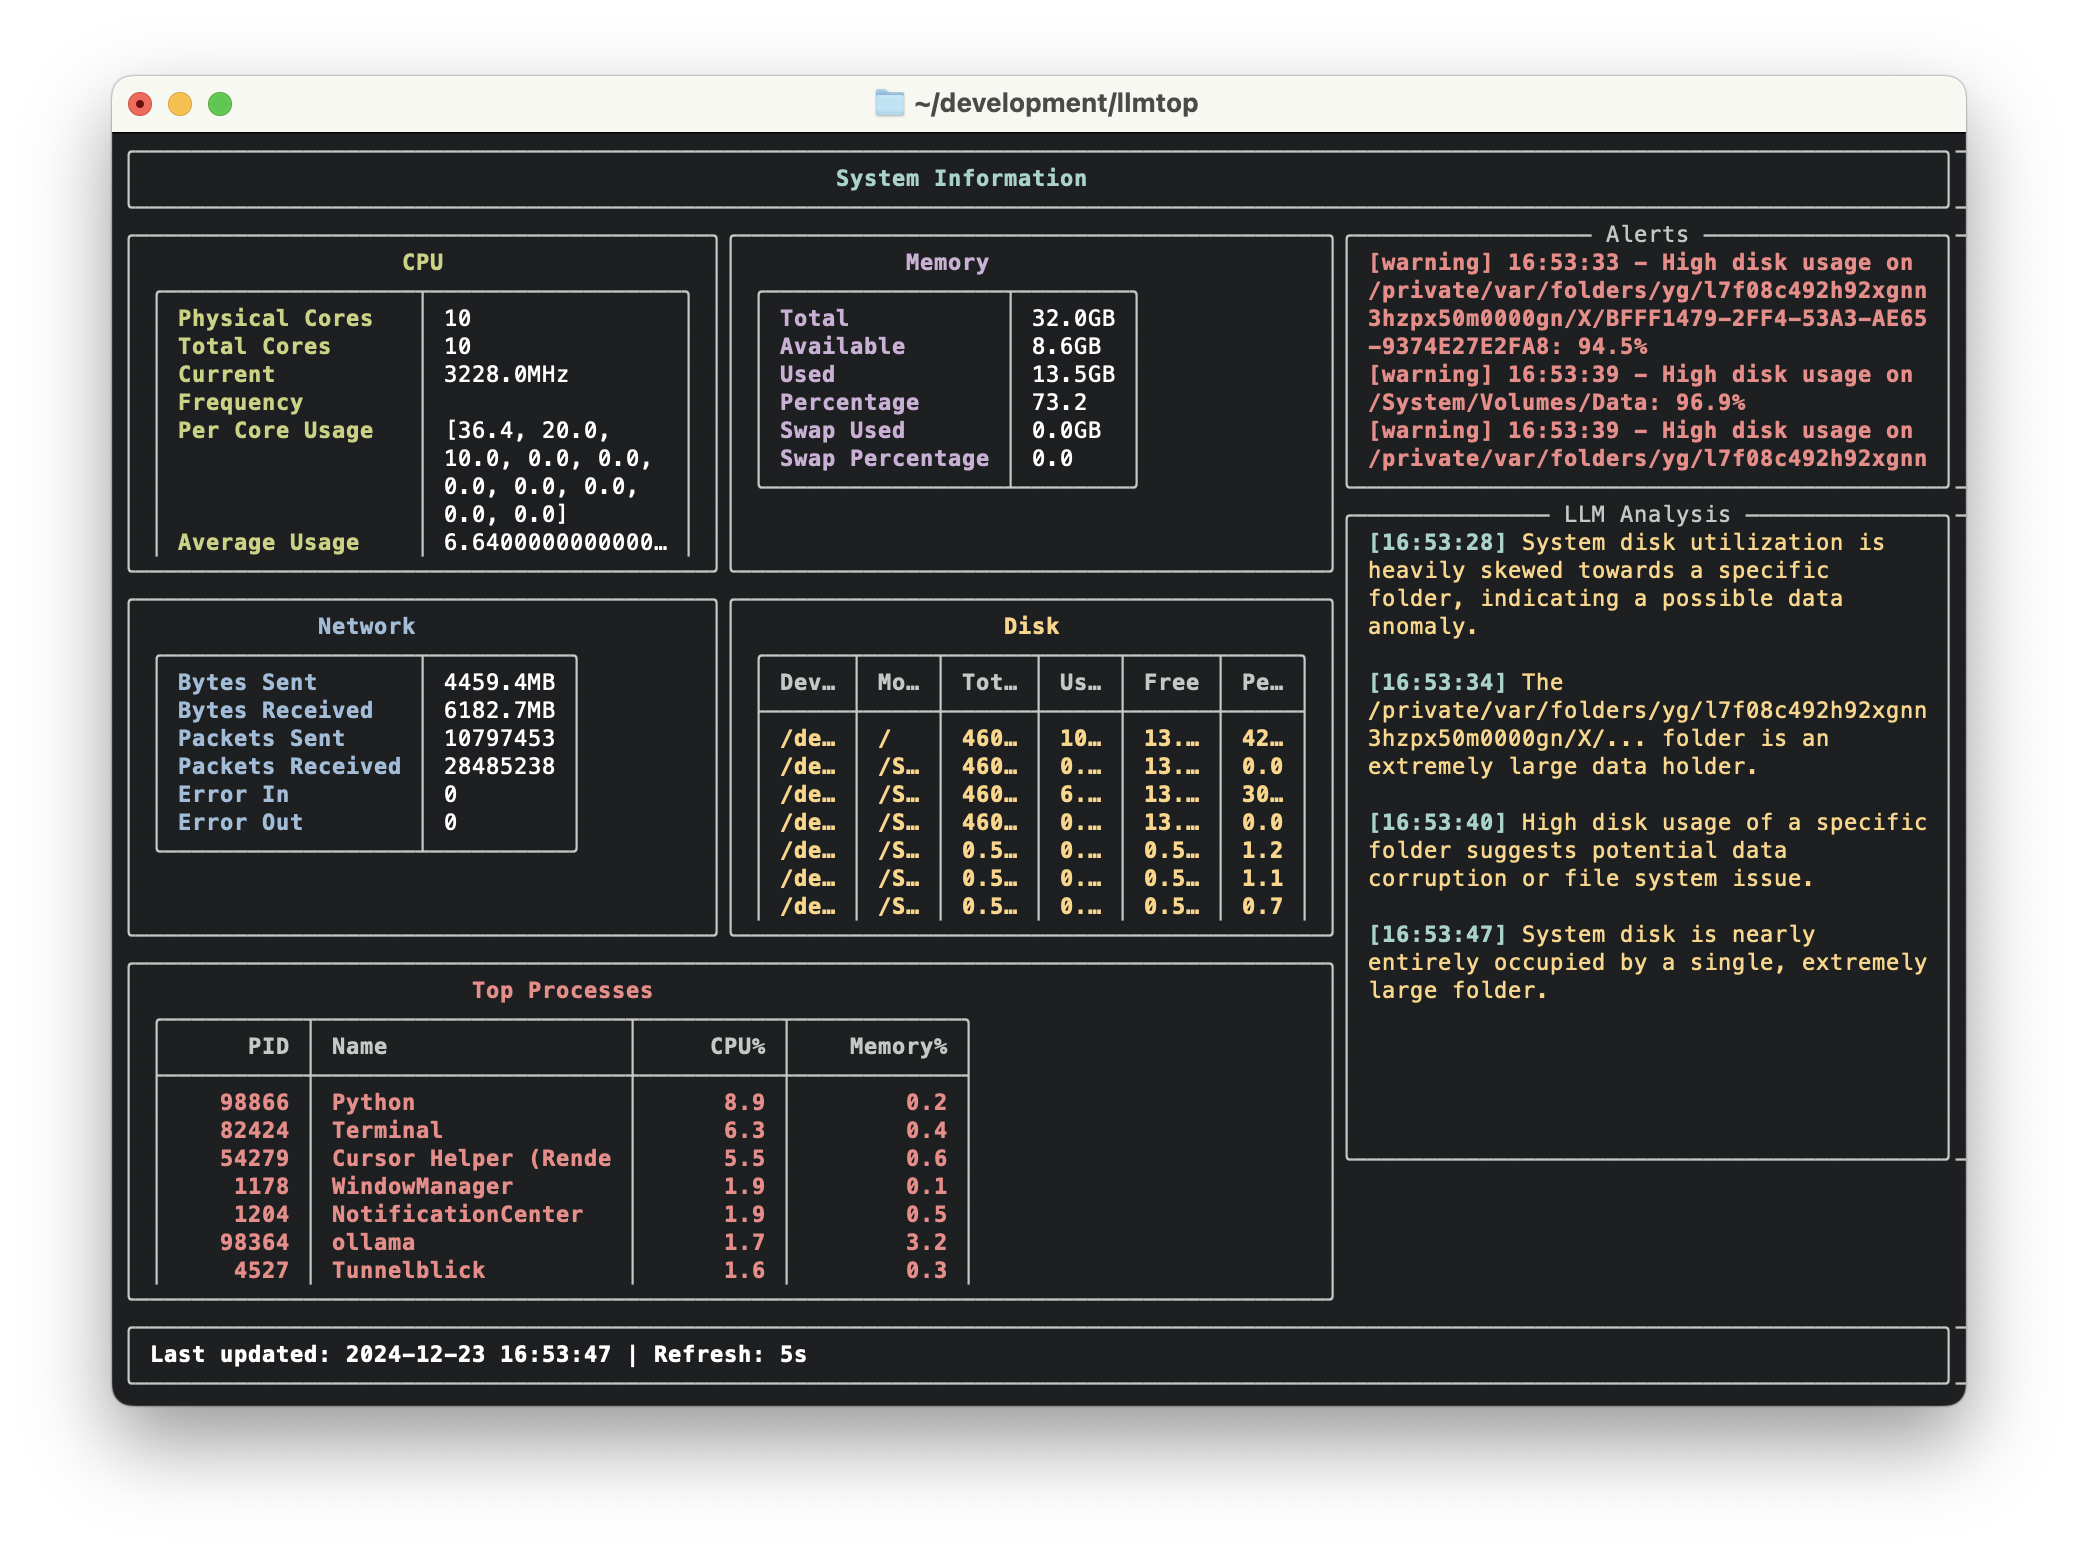 ~/development/llmtop
System Information
CPU
Physical Cores 10
Total Cores 10
Current 3228.0MHz
Frequency
Per Core Usage [36.4, 20.0,
10.0, 0.0, 0.0,
0.0, 0.0, 0.0,
0.0, 0.0]
Average Usage 6.6400000000000…
Memory
Total 32.0GB
Available 8.6GB
Used 13.5GB
Percentage 73.2
Swap Used 0.0GB
Swap Percentage 0.0
Alerts
[warning] 16:53:33 - High disk usage on
/private/var/folders/yg/l7f08c492h92xgnn
3hzpx50m0000gn/X/BFFF1479-2FF4-53A3-AE65
-9374E27E2FA8: 94.5%
[warning] 16:53:39 - High disk usage on
/System/Volumes/Data: 96.9%
[warning] 16:53:39 - High disk usage on
/private/var/folders/yg/l7f08c492h92xgnn
Network
Bytes Sent 4459.4MB
Bytes Received 6182.7MB
Packets Sent 10797453
Packets Received 28485238
Error In 0
Error Out 0
Disk
Dev… Mo… Tot… Us… Free Pe…
/de… / 460… 10… 13.… 42…
/de… /S… 460… 0.… 13.… 0.0
/de… /S… 460… 6.… 13.… 30…
/de… /S… 460… 0.… 13.… 0.0
/de… /S… 0.5… 0.… 0.5… 1.2
/de… /S… 0.5… 0.… 0.5… 1.1
/de… /S… 0.5… 0.… 0.5… 0.7
LLM Analysis
[16:53:28] System disk utilization is
heavily skewed towards a specific
folder, indicating a possible data
anomaly.
[16:53:34] The
/private/var/folders/yg/l7f08c492h92xgnn
3hzpx50m0000gn/X/... folder is an
extremely large data holder.
[16:53:40] High disk usage of a specific
folder suggests potential data
corruption or file system issue.
[16:53:47] System disk is nearly
entirely occupied by a single, extremely
large folder.
Top Processes
PID Name CPU% Memory%
98866 Python 8.9 0.2
82424 Terminal 6.3 0.4
54279 Cursor Helper (Rende 5.5 0.6
1178 WindowManager 1.9 0.1
1204 NotificationCenter 1.9 0.5
98364 ollama 1.7 3.2
4527 Tunnelblick 1.6 0.3
Last updated: 2024-12-23 16:53:47 | Refresh: 5s